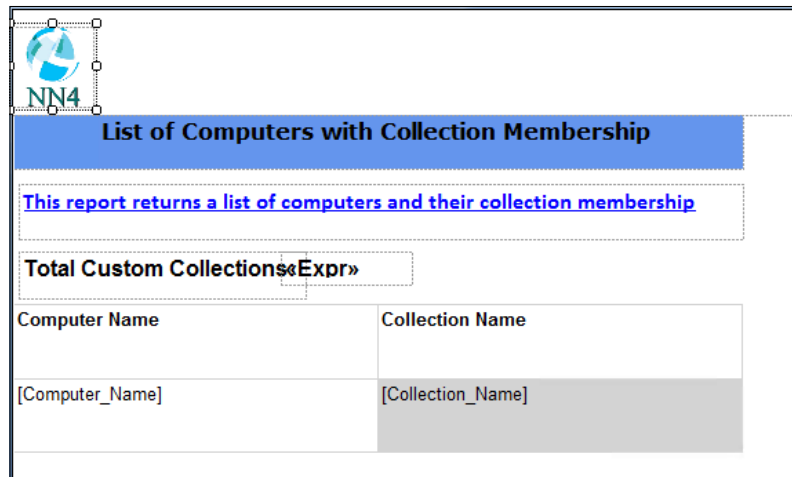 NN4
List of Computers with Collection Membership
This report returns a list of computers and their collection membership
Total Custom Collections«Expr»
Computer Name Collection Name
[Computer_Name] [Collection_Name]